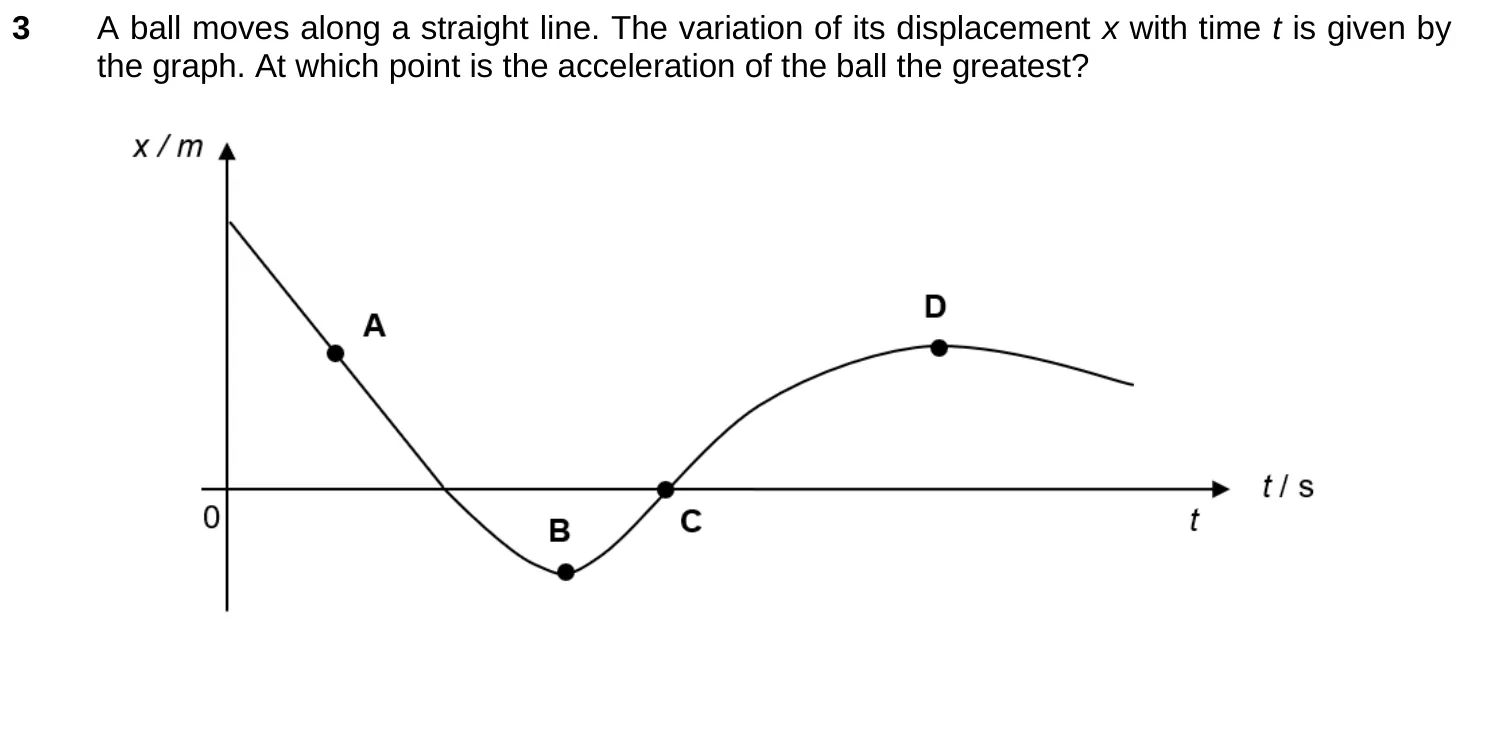 3 A ball moves along a straight line. The variation of its displacement x with time t is given by
the graph. At which point is the acceleration of the ball the greatest?
x / m
D
A
t / s
0
B
C
t